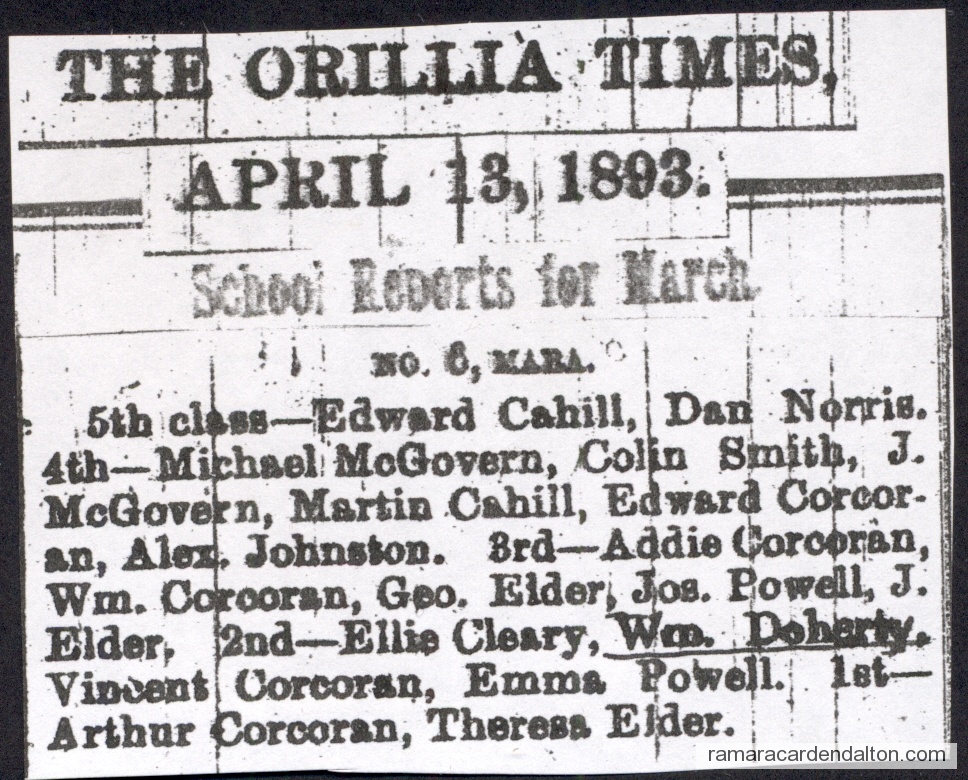 THE ORILLIA TIMES,
APRIL 13, 1893.
School Reports for March.
NO. 6, MARA.
5th class—Edward Cahill, Dan Norris.
4th—Michael McGovern, Colin Smith, J.
McGovern, Martin Cahill, Edward Corcor-
an, Alex. Johnston. 3rd—Addie Corcoran,
Wm. Corcoran, Geo. Elder, Jos. Powell, J.
Elder, 2nd—Ellie Cleary, Wm. Doherty.
Vincent Corcoran, Emma Powell. 1st—
Arthur Corcoran, Theresa Elder.
ramaracardendalton.com